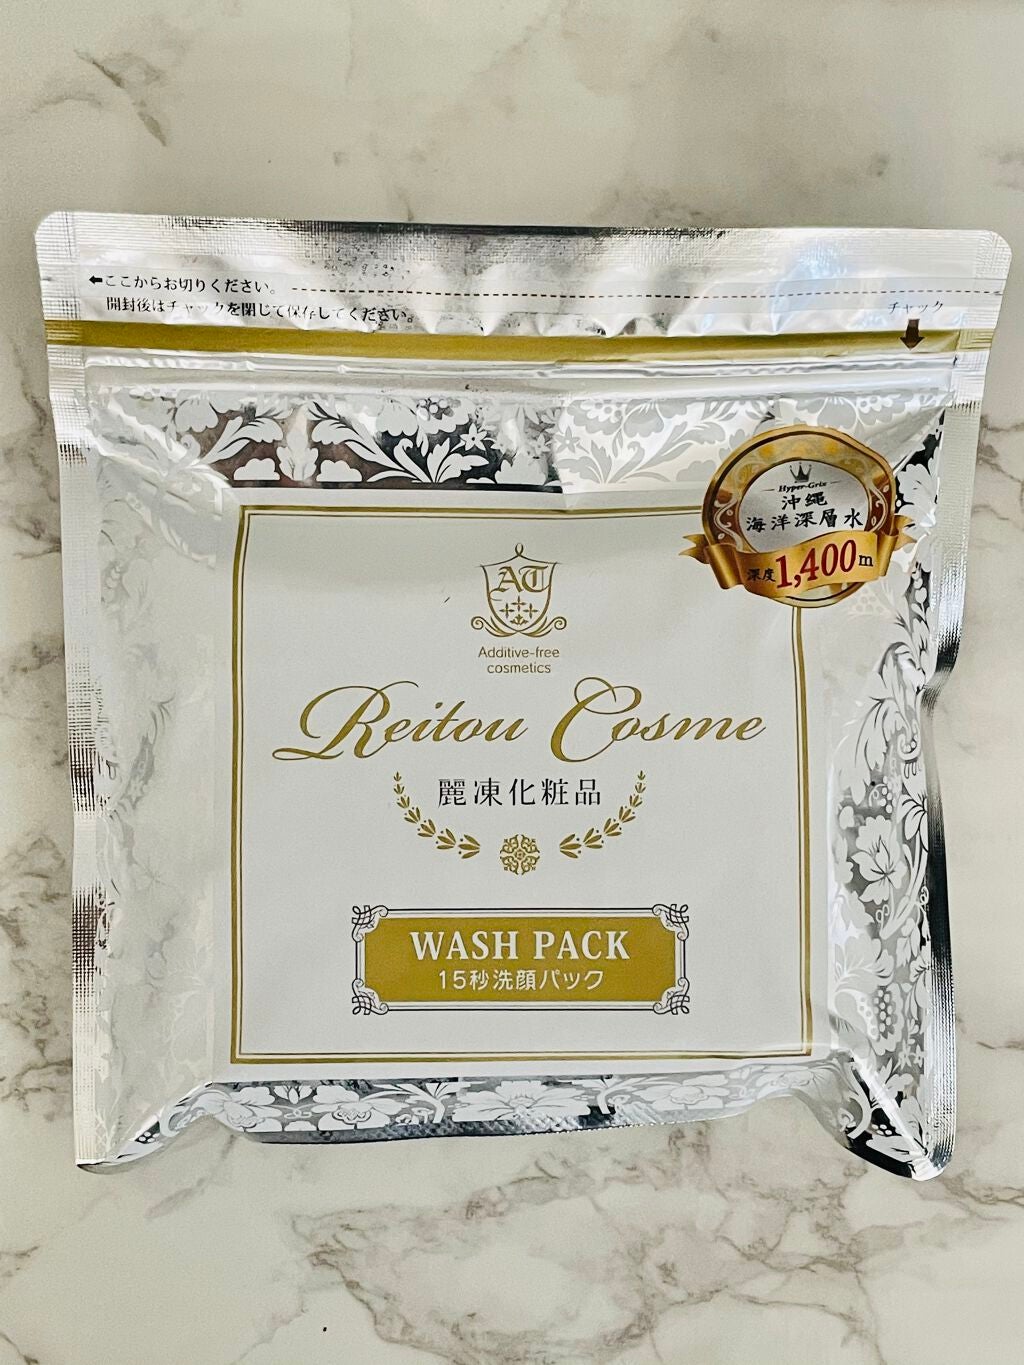 ←ここからお切りください。
開封後はチャックを閉じて保存してください。
チャック
Hyper-Grix
沖縄
海洋深層水
深度1,400m
AT
Additive-free
cosmetics
Reitou Cosme
麗凍化粧品
WASH PACK
15秒洗顔パック